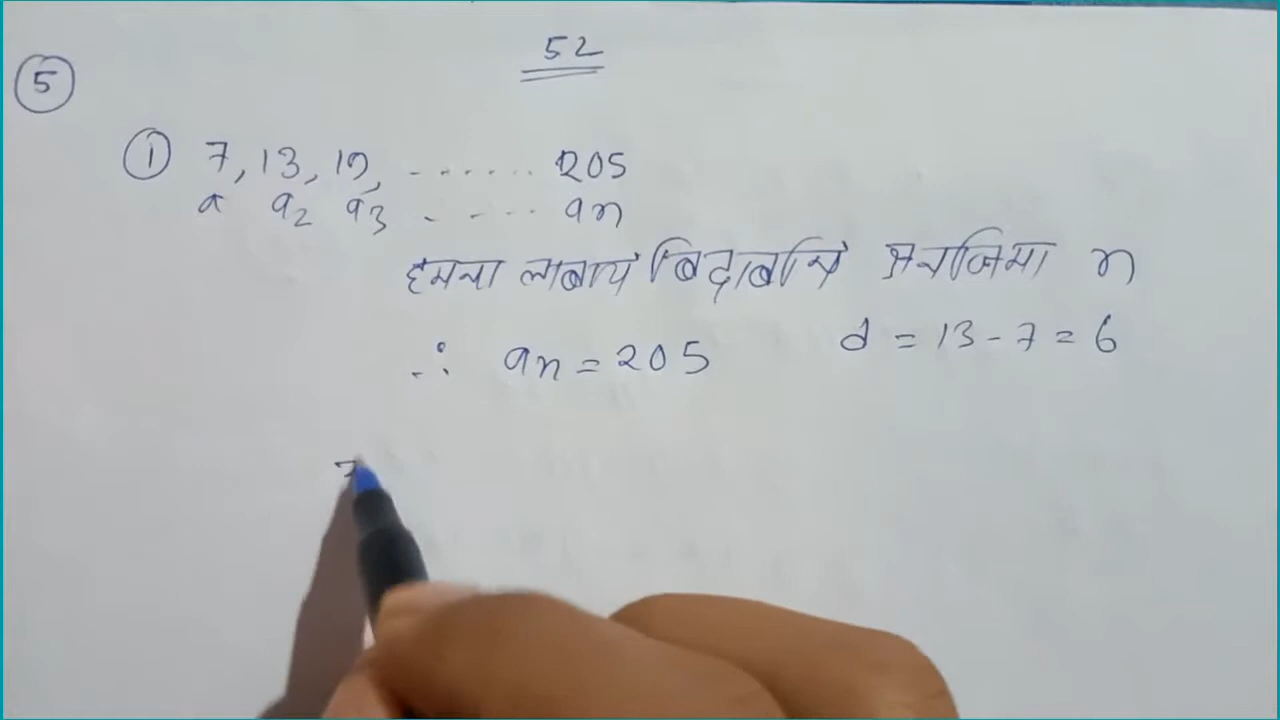 52
5
① 7, 13, 19, ....... 205
a a2 a3 ..... an
लाबाय n
∴ an = 205 d = 13 - 7 = 6